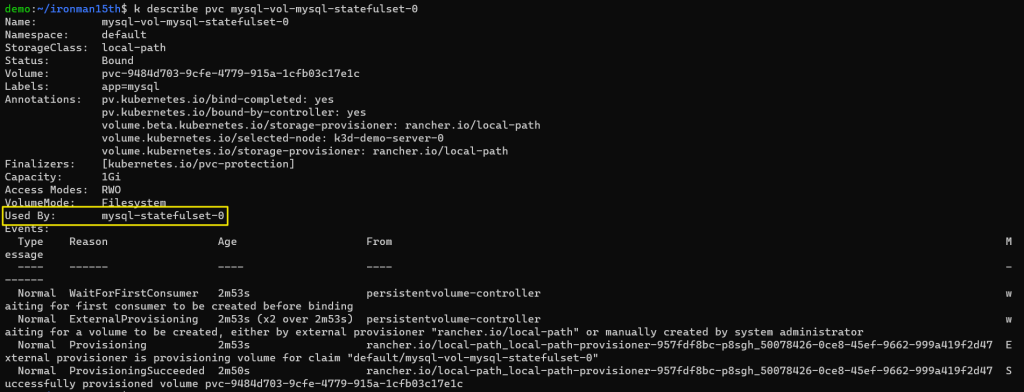 demo:~/ironman15th$ k describe pvc mysql-vol-mysql-statefulset-0
Name:          mysql-vol-mysql-statefulset-0
Namespace:     default
StorageClass:  local-path
Status:        Bound
Volume:        pvc-9484d703-9cfe-4779-915a-1cfb03c17e1c
Labels:        app=mysql
Annotations:   pv.kubernetes.io/bind-completed: yes
               pv.kubernetes.io/bound-by-controller: yes
               volume.beta.kubernetes.io/storage-provisioner: rancher.io/local-path
               volume.kubernetes.io/selected-node: k3d-demo-server-0
               volume.kubernetes.io/storage-provisioner: rancher.io/local-path
Finalizers:    [kubernetes.io/pvc-protection]
Capacity:      1Gi
Access Modes:  RWO
VolumeMode:    Filesystem
Used By:       mysql-statefulset-0
Events:
  Type    Reason                 Age                    From                                                                                               M
essage
  ----    ------                 ----                   ----                                                                                               -
------
  Normal  WaitForFirstConsumer   2m53s                  persistentvolume-controller                                                                        w
aiting for first consumer to be created before binding
  Normal  ExternalProvisioning   2m53s (x2 over 2m53s)  persistentvolume-controller                                                                        w
aiting for a volume to be created, either by external provisioner "rancher.io/local-path" or manually created by system administrator
  Normal  Provisioning           2m53s                  rancher.io/local-path_local-path-provisioner-957fdf8bc-p8sgh_50078426-0ce8-45ef-9662-999a419f2d47  E
xternal provisioner is provisioning volume for claim "default/mysql-vol-mysql-statefulset-0"
  Normal  ProvisioningSucceeded  2m50s                  rancher.io/local-path_local-path-provisioner-957fdf8bc-p8sgh_50078426-0ce8-45ef-9662-999a419f2d47  S
uccessfully provisioned volume pvc-9484d703-9cfe-4779-915a-1cfb03c17e1c